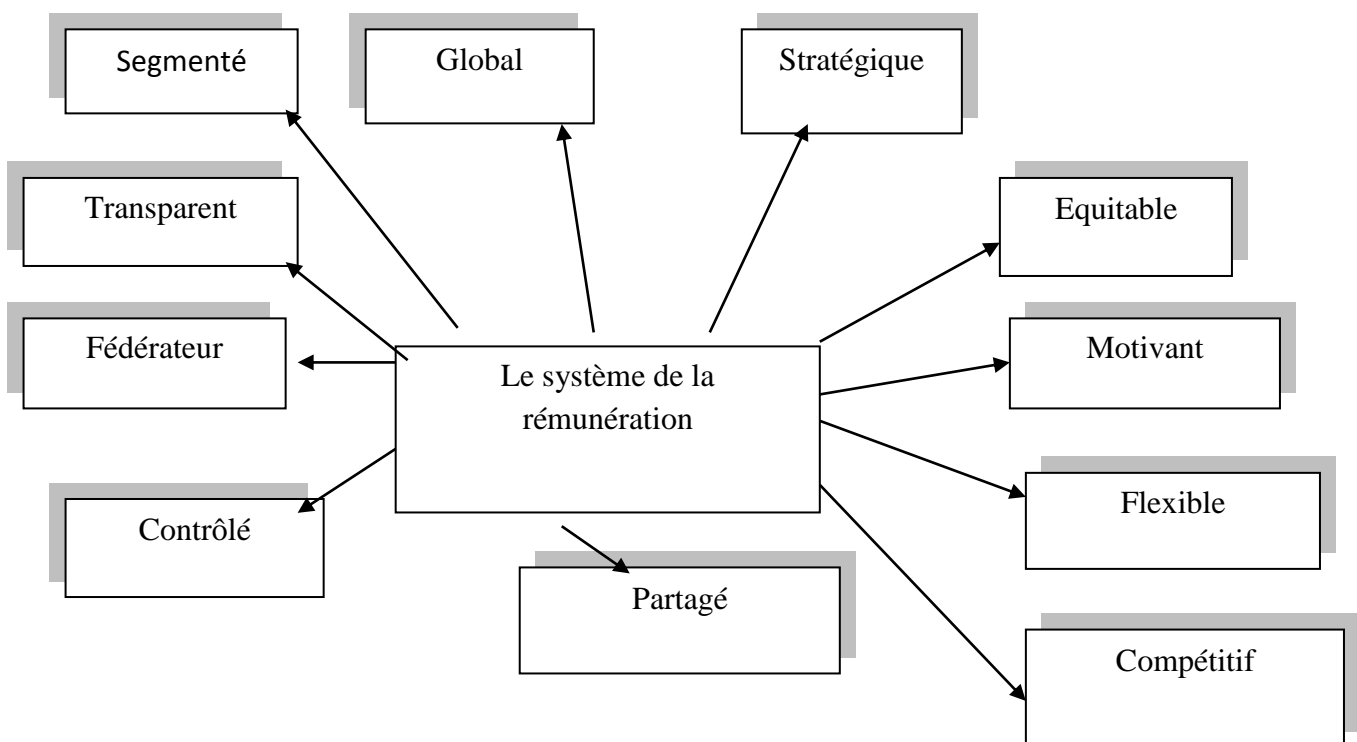 Segmenté
Global
Stratégique
Transparent
Equitable
Fédérateur
Motivant
Le système de la
rémunération
Contrôlé
Flexible
Partagé
Compétitif